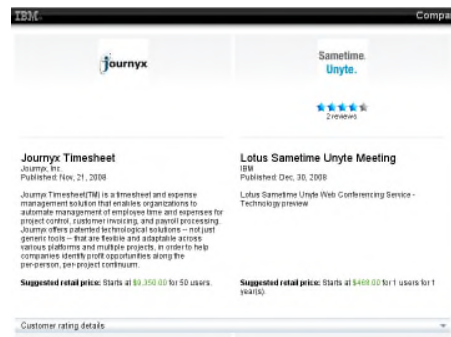 IBM
Compa
journyx
Sametime.
Unyte.
2 reviews
Journyx Timesheet
Journyx, Inc.
Published: Nov, 21, 2008
Journyx Timesheet(TM) is a timesheet and expense
management solution that enables organizations to
automate management of employee time and expenses for
project control, customer invoicing, and payroll processing.
Journyx offers patented technological solutions -- not just
generic tools -- that are flexible and adaptable across
various platforms and multiple projects, in order to help
companies identify profit opportunities along the
per-person, per-project continuum.
Suggested retail price: Starts at $9,350.00 for 50 users.
Lotus Sametime Unyte Meeting
IBM
Published: Dec, 30, 2008
Lotus Sametime Unyte Web Conferencing Service -
Technology preview
Suggested retail price: Starts at $468.00 for 1 users for 1
year(s).
Customer rating details